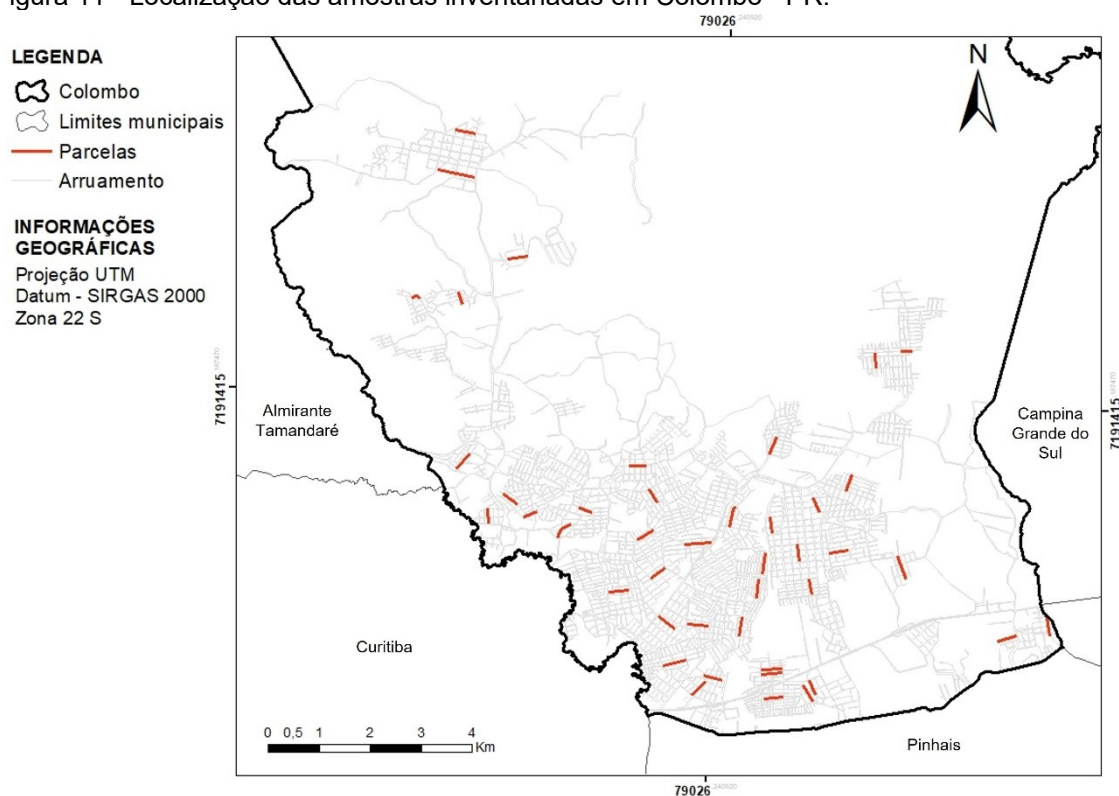 igura 11 - Localização das amostras inventariadas em Colombo - PR.
79026
LEGENDA
Colombo
Limites municipais
Parcelas
Arruamento
INFORMAÇÕES
GEOGRÁFICAS
Projeção UTM
Datum - SIRGAS 2000
Zona 22 S
N
7191415
Almirante
Tamandaré
Campina
Grande do
Sul
7191415
Curitiba
Pinhais
0 0,5 1 2 3 4
Km
79026